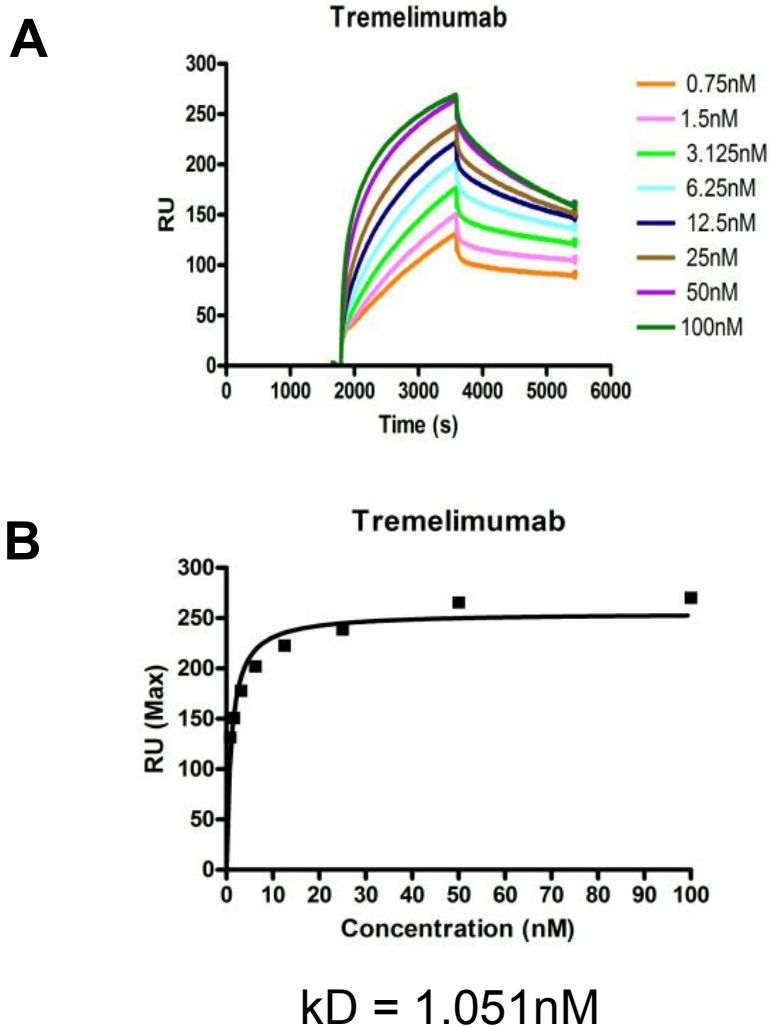 A
Tremelimumab
300
250
200
150
100
50
0
RU
0 1000 2000 3000 4000 5000 6000
Time (s)
0.75nM
1.5nM
3.125nM
6.25nM
12.5nM
25nM
50nM
100nM
B
Tremelimumab
300
250
200
150
100
50
0
RU (Max)
0 10 20 30 40 50 60 70 80 90 100
Concentration (nM)
kD = 1.051nM